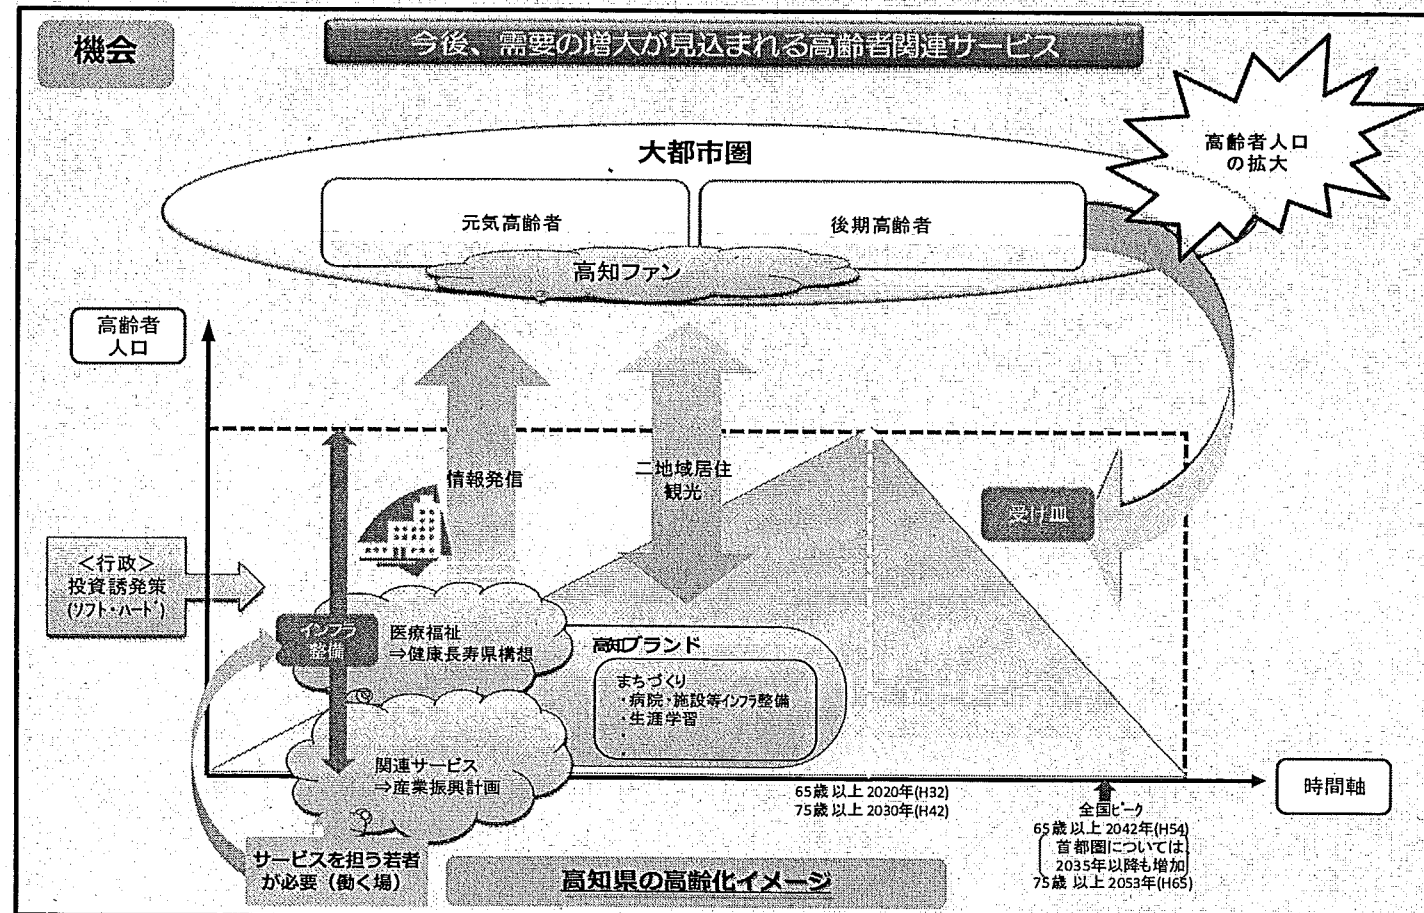 機会
今後、需要の増大が見込まれる高齢者関連サービス
高齢者人口
の拡大
大都市圏
元気高齢者
後期高齢者
高知ファン
高齢者
人口
情報発信
二地域居住
観光
受け皿
＜行政＞
投資誘発策
(ソフト・ハード)
インフラ
整備
医療福祉
⇒健康長寿県構想
高知ブランド
まちづくり
・病院・施設等インフラ整備
・生涯学習
・
・
関連サービス
⇒産業振興計画
時間軸
65歳以上 2020年(H32)
75歳以上 2030年(H42)
全国ピーク
65歳以上 2042年(H54)
首都圏については
2035年以降も増加
75歳以上 2053年(H65)
サービスを担う若者
が必要（働く場）
高知県の高齢化イメージ